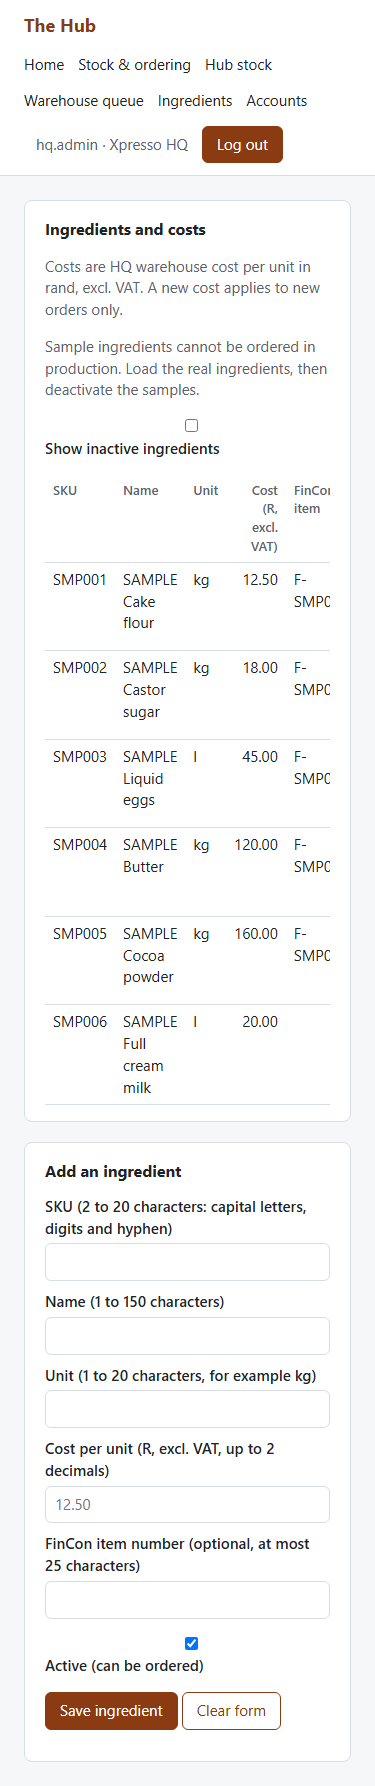 The Hub
Home Stock & ordering Hub stock
Warehouse queue Ingredients Accounts
hq.admin · Xpresso HQ Log out
Ingredients and costs
Costs are HQ warehouse cost per unit in
rand, excl. VAT. A new cost applies to new
orders only.
Sample ingredients cannot be ordered in
production. Load the real ingredients, then
deactivate the samples.
Show inactive ingredients
SKU Name Unit Cost FinCon
(R, item
excl.
VAT)
SMP001 SAMPLE kg 12.50 F-
Cake SMP0
flour
SMP002 SAMPLE kg 18.00 F-
Castor SMP0
sugar
SMP003 SAMPLE l 45.00 F-
Liquid SMP0
eggs
SMP004 SAMPLE kg 120.00 F-
Butter SMP0
SMP005 SAMPLE kg 160.00 F-
Cocoa SMP0
powder
SMP006 SAMPLE l 20.00
Full
cream
milk
Add an ingredient
SKU (2 to 20 characters: capital letters,
digits and hyphen)
Name (1 to 150 characters)
Unit (1 to 20 characters, for example kg)
Cost per unit (R, excl. VAT, up to 2
decimals)
12.50
FinCon item number (optional, at most
25 characters)
Active (can be ordered)
Save ingredient Clear form